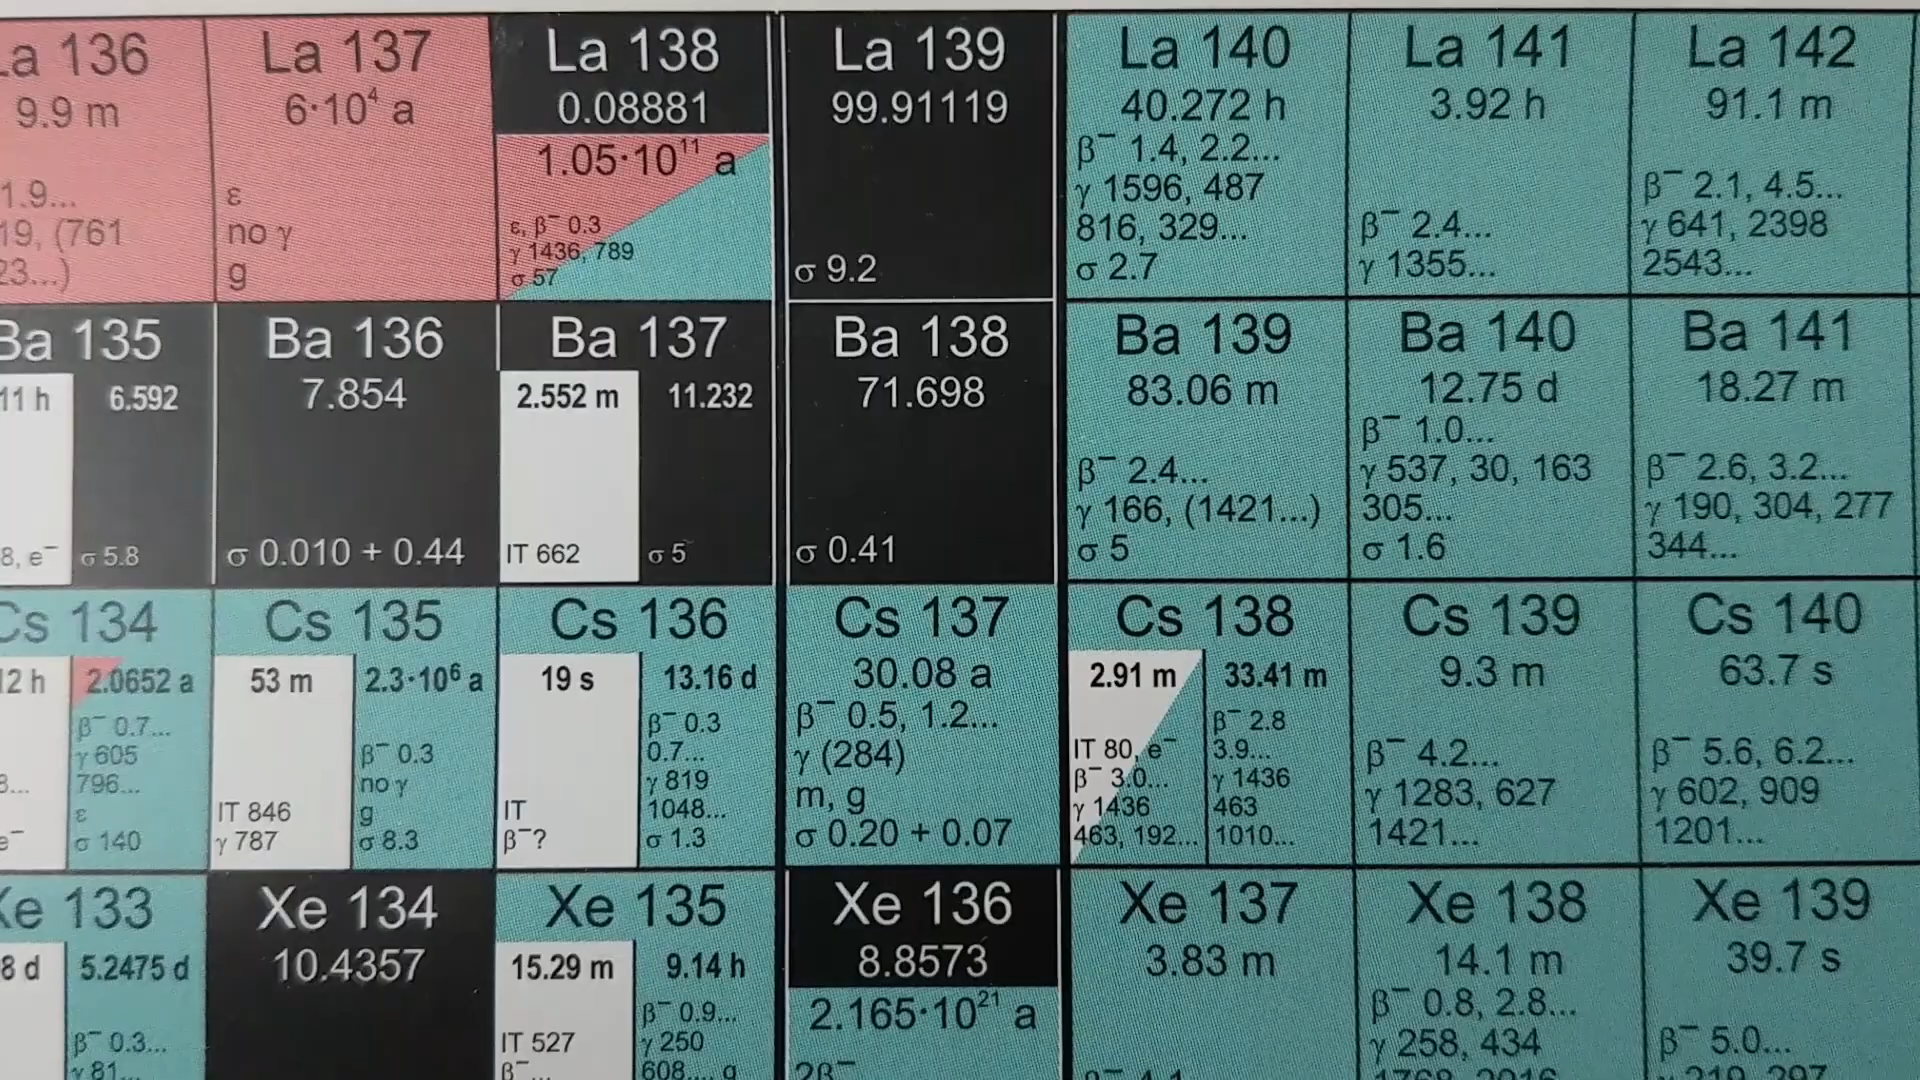 La 136
9.9 m
1.9...
19, (761
23...)
La 137
6·10⁴ a
ε
no γ
g
La 138
0.08881
1.05·10¹¹ a
ε, β⁻ 0.3
γ 1436, 789
σ 57
La 139
99.91119
σ 9.2
La 140
40.272 h
β⁻ 1.4, 2.2...
γ 1596, 487
816, 329...
σ 2.7
La 141
3.92 h
β⁻ 2.4...
γ 1355...
La 142
91.1 m
β⁻ 2.1, 4.5...
γ 641, 2398
2543...
Ba 135
11 h
8, e⁻
6.592
σ 5.8
Ba 136
7.854
σ 0.010 + 0.44
Ba 137
2.552 m
IT 662
11.232
σ 5
Ba 138
71.698
σ 0.41
Ba 139
83.06 m
β⁻ 2.4...
γ 166, (1421...)
σ 5
Ba 140
12.75 d
β⁻ 1.0...
γ 537, 30, 163
305...
σ 1.6
Ba 141
18.27 m
β⁻ 2.6, 3.2...
γ 190, 304, 277
344...
Cs 134
2 h
e⁻
2.0652 a
β⁻ 0.7...
γ 605
796...
ε
σ 140
Cs 135
53 m
IT 846
γ 787
2.3·10⁶ a
β⁻ 0.3
no γ
g
σ 8.3
Cs 136
19 s
IT
β⁻?
13.16 d
β⁻ 0.3
0.7...
γ 819
1048...
σ 1.3
Cs 137
30.08 a
β⁻ 0.5, 1.2...
γ (284)
m, g
σ 0.20 + 0.07
Cs 138
2.91 m
IT 80, e⁻
β⁻ 3.0...
γ 1436
463, 192...
33.41 m
β⁻ 2.8
3.9...
γ 1436
463
1010...
Cs 139
9.3 m
β⁻ 4.2...
γ 1283, 627
1421...
Cs 140
63.7 s
β⁻ 5.6, 6.2...
γ 602, 909
1201...
Xe 133
8 d
5.2475 d
β⁻ 0.3...
γ 81...
Xe 134
10.4357
Xe 135
15.29 m
IT 527
β⁻...
9.14 h
β⁻ 0.9...
γ 250
608... g
Xe 136
8.8573
2.165·10²¹ a
2β⁻
Xe 137
3.83 m
Xe 138
14.1 m
β⁻ 0.8, 2.8...
γ 258, 434
Xe 139
39.7 s
β⁻ 5.0...